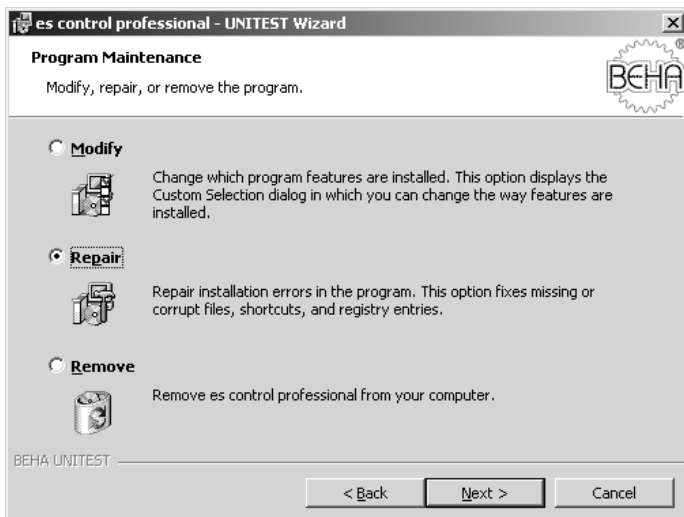 es control professional - UNITEST Wizard
Program Maintenance
Modify, repair, or remove the program.
BEHA®
Modify
Change which program features are installed. This option displays the
Custom Selection dialog in which you can change the way features are
installed.
Repair
Repair installation errors in the program. This option fixes missing or
corrupt files, shortcuts, and registry entries.
Remove
Remove es control professional from your computer.
BEHA UNITEST
< Back
Next >
Cancel